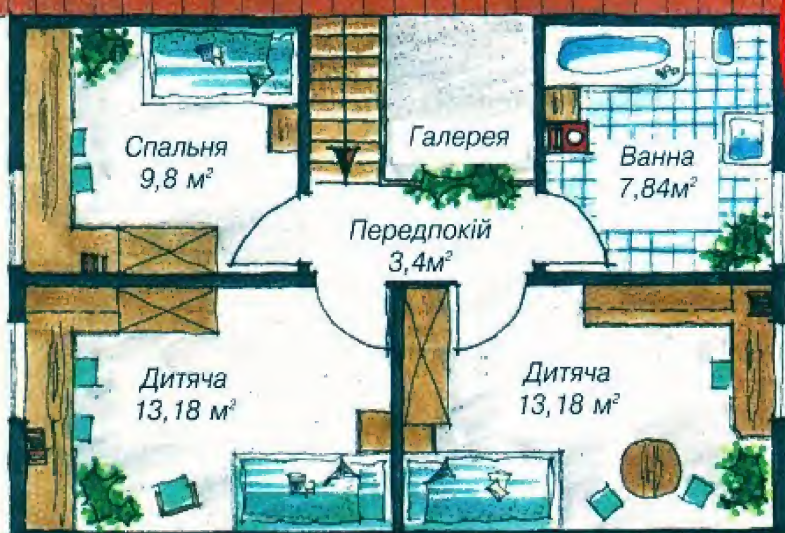 Спальня
9,8 м²
Галерея
Ванна
7,84м²
Передпокій
3,4м²
Дитяча
13,18 м²
Дитяча
13,18 м²